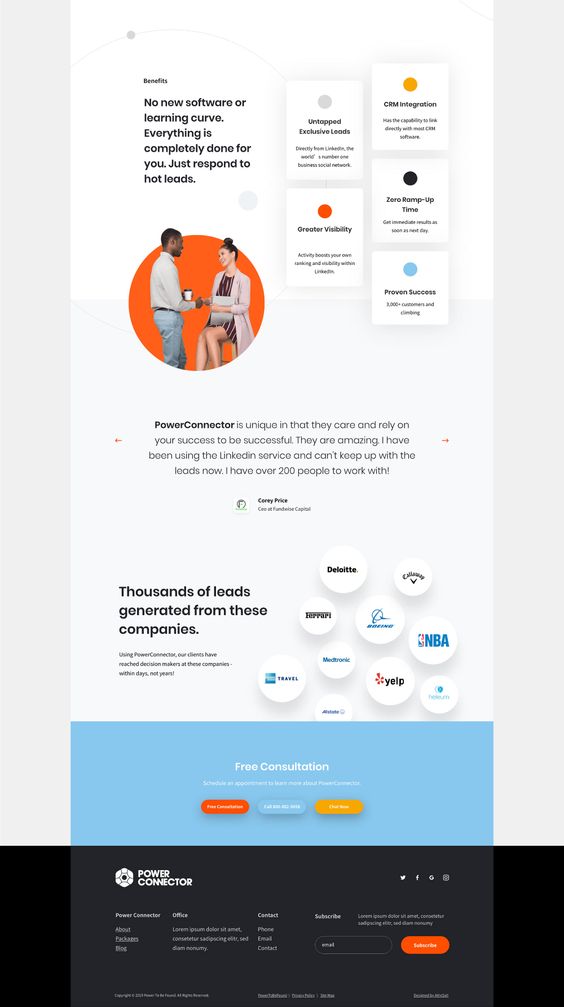 Benefits
No new software or
learning curve.
Everything is
completely done for
you. Just respond to
hot leads.
Untapped
Exclusive Leads
Directly from LinkedIn, the
world's number one
business social network.
Greater Visibility
Activity boosts your own
ranking and visibility within
LinkedIn.
CRM Integration
Has the capability to link
directly with most CRM
software.
Zero Ramp-Up
Time
Get immediate results as
soon as next day.
Proven Success
3,000+ customers and
climbing
PowerConnector is unique in that they care and rely on
your success to be successful. They are amazing. I have
been using the Linkedin service and can't keep up with the
leads now. I have over 200 people to work with!
Corey Price
Ceo at Fundwise Capital
Thousands of leads
generated from these
companies.
Using PowerConnector, our clients have
reached decision makers at these companies -
within days, not years!
Deloitte.
Callaway
Ferrari
BOEING
NBA
Medtronic
TRAVEL
yelp
heleum
Allstate
Free Consultation
Schedule an appointment to learn more about PowerConnector.
Free Consultation
Chat Now
POWER
CONNECTOR
Power Connector
About
Packages
Blog
Office
Lorem ipsum dolor sit amet,
consetetur sadipscing elitr, sed
diam nonumy.
Contact
Phone
Email
Contact
Subscribe
Lorem ipsum dolor sit amet, consetetur
sadipscing elitr, sed diam nonumy.
email
Subscribe
Copyright © 2019 Power To Be Found. All Rights Reserved.
PowerToBeFound | Privacy Policy | Site Map